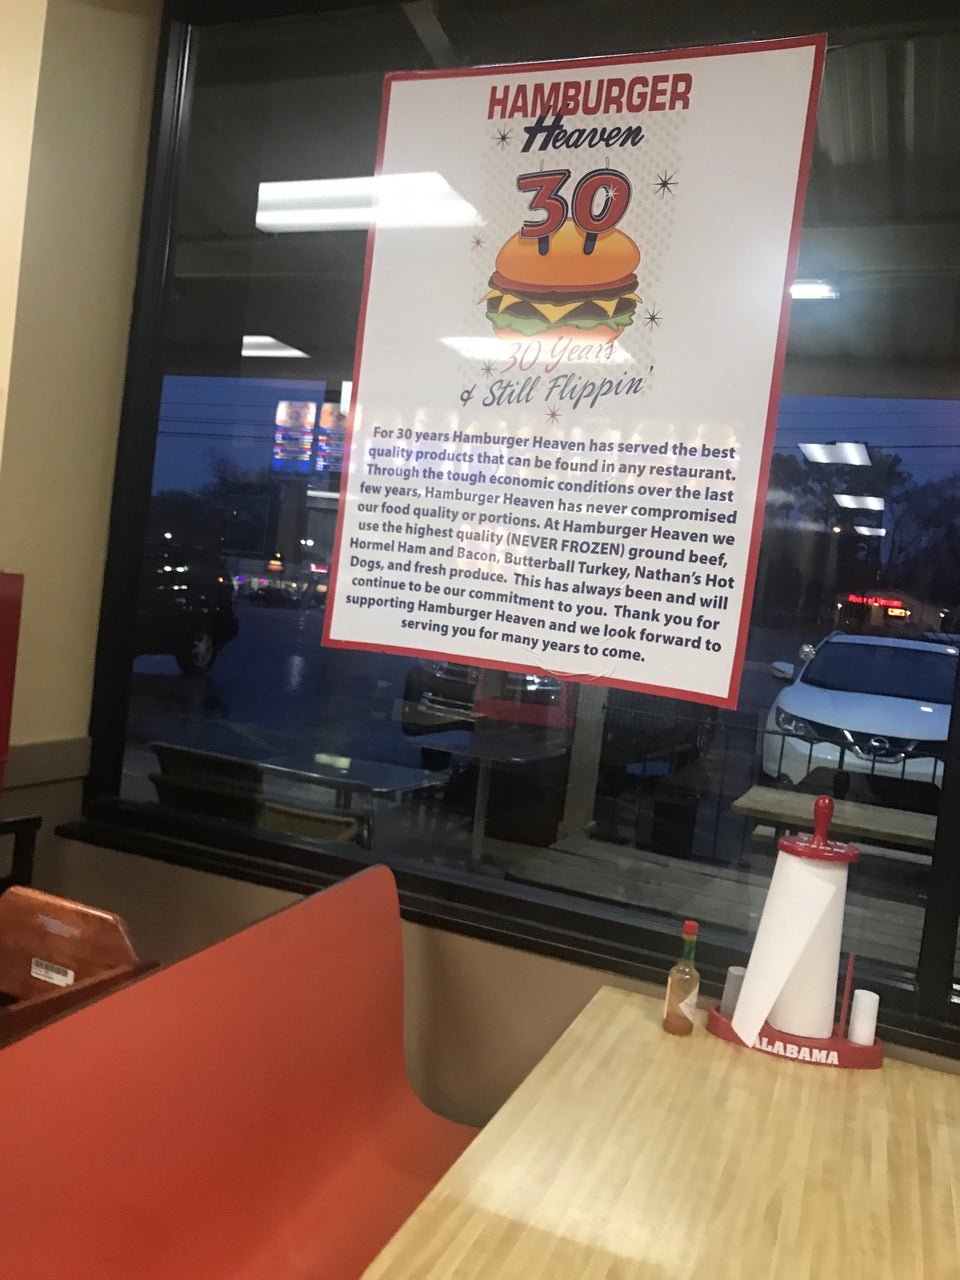 HAMBURGER
Heaven
30
30 Years
& Still Flippin'
For 30 years Hamburger Heaven has served the best
quality products that can be found in any restaurant.
Through the tough economic conditions over the last
few years, Hamburger Heaven has never compromised
our food quality or portions. At Hamburger Heaven we
use the highest quality (NEVER FROZEN) ground beef,
Hormel Ham and Bacon, Butterball Turkey, Nathan's Hot
Dogs, and fresh produce. This has always been and will
continue to be our commitment to you. Thank you for
supporting Hamburger Heaven and we look forward to
serving you for many years to come.
ALABAMA